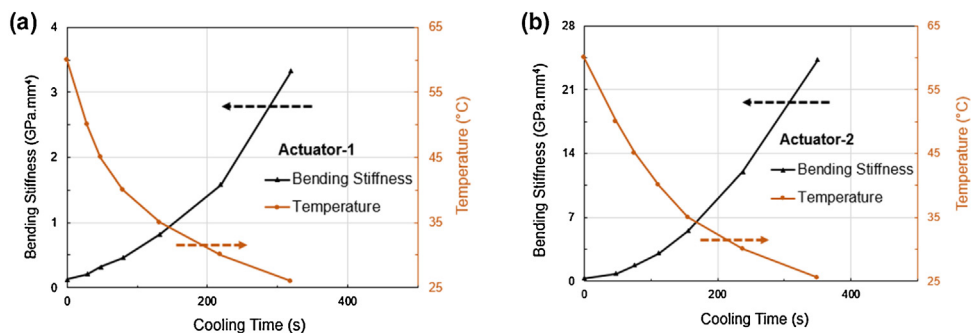 (a)
Bending Stiffness (GPa.mm⁴)
4
3
2
1
0
65
55
45
35
25
Temperature (°C)
Actuator-1
Bending Stiffness
Temperature
0
200
400
Cooling Time (s)
(b)
Bending Stiffness (GPa.mm⁴)
28
21
14
7
0
65
55
45
35
25
Temperature (°C)
Actuator-2
Bending Stiffness
Temperature
0
200
400
Cooling Time (s)